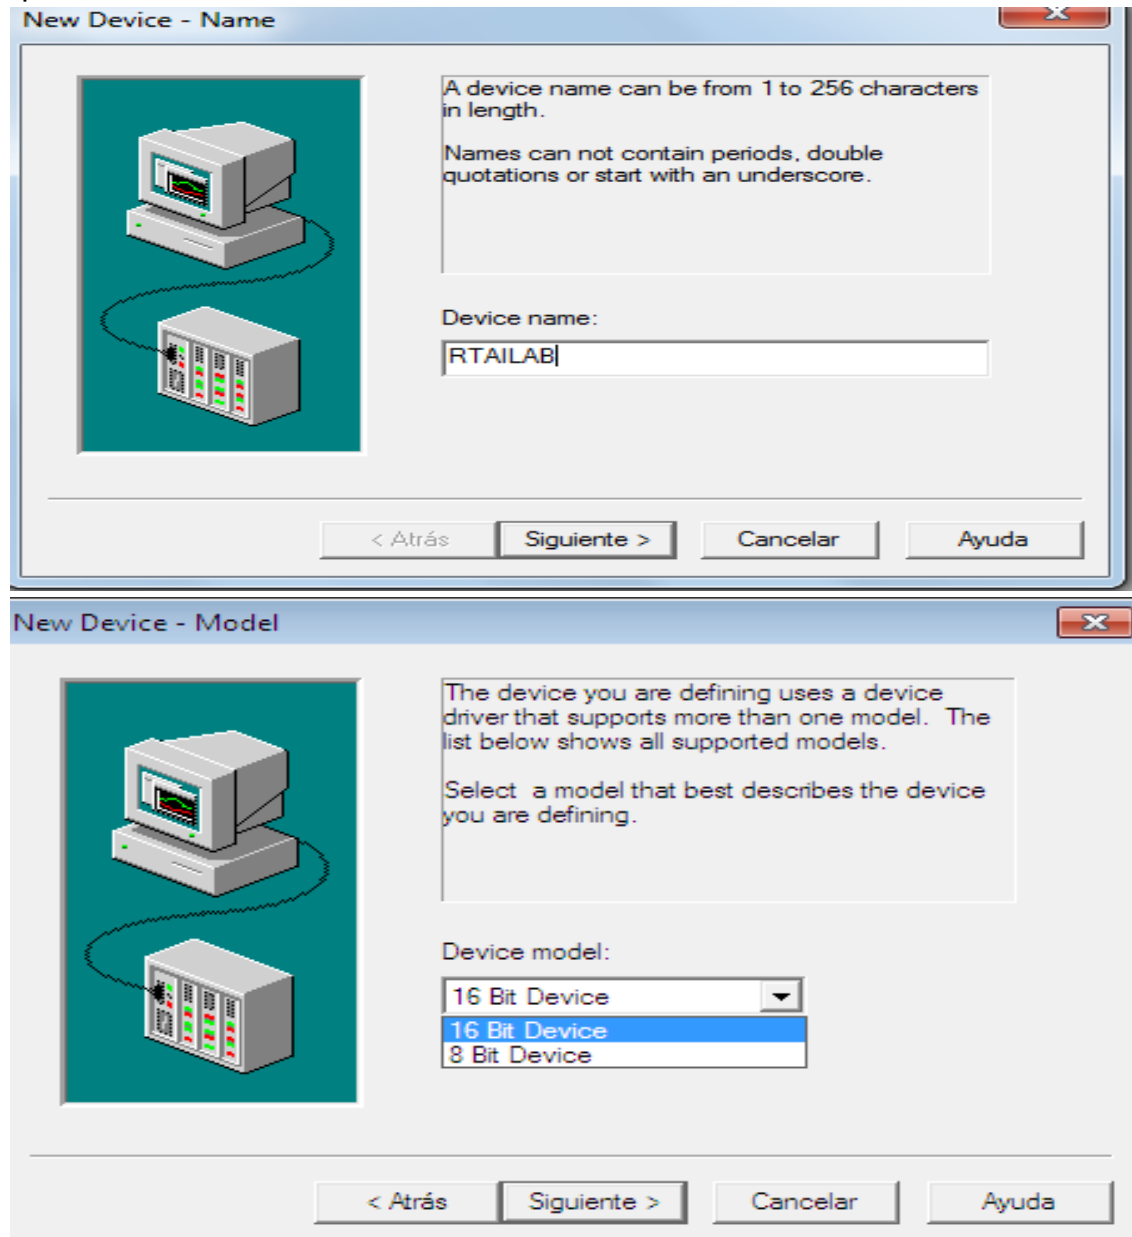 New Device - Name
A device name can be from 1 to 256 characters
in length.
Names can not contain periods, double
quotations or start with an underscore.
Device name:
RTAILAB
< Atrás
Siguiente >
Cancelar
Ayuda
New Device - Model
The device you are defining uses a device
driver that supports more than one model.  The
list below shows all supported models.
Select  a model that best describes the device
you are defining.
Device model:
16 Bit Device
16 Bit Device
8 Bit Device
< Atrás
Siguiente >
Cancelar
Ayuda